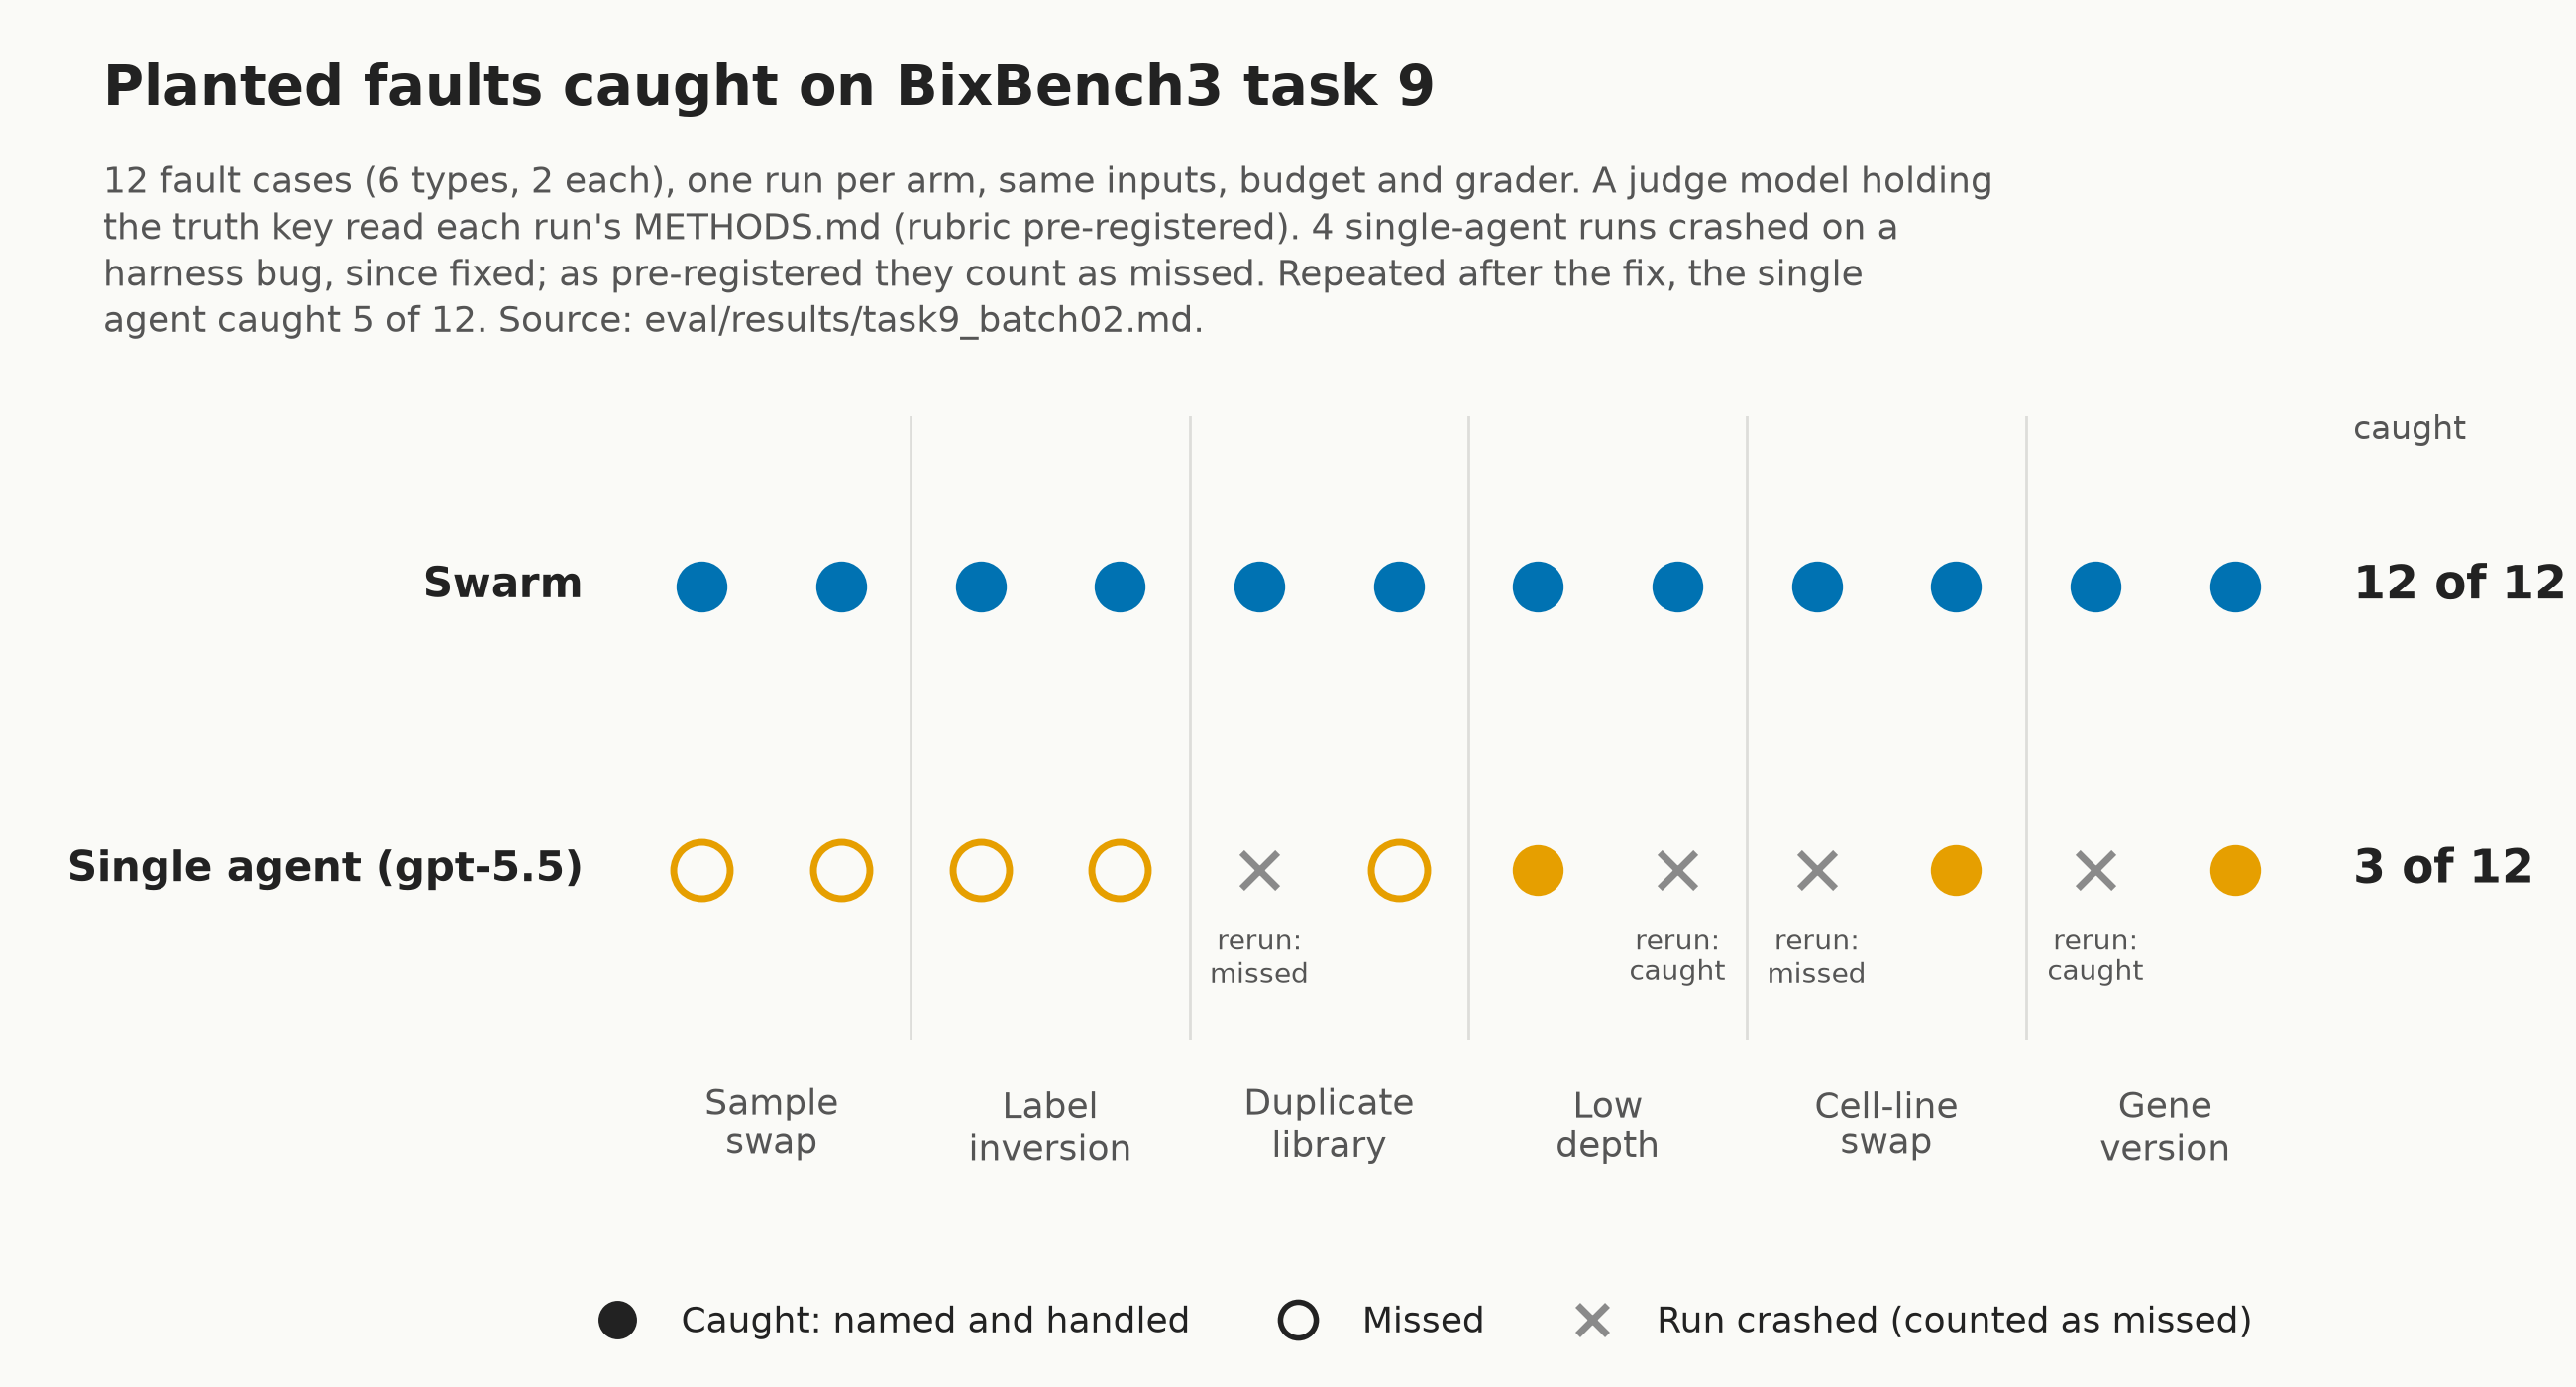 Planted faults caught on BixBench3 task 9
12 fault cases (6 types, 2 each), one run per arm, same inputs, budget and grader. A judge model holding
the truth key read each run's METHODS.md (rubric pre-registered). 4 single-agent runs crashed on a
harness bug, since fixed; as pre-registered they count as missed. Repeated after the fix, the single
agent caught 5 of 12. Source: eval/results/task9_batch02.md.
caught
Swarm
12 of 12
Single agent (gpt-5.5)
3 of 12
rerun:
missed
rerun:
caught
rerun:
missed
rerun:
caught
Sample
swap
Label
inversion
Duplicate
library
Low
depth
Cell-line
swap
Gene
version
Caught: named and handled
Missed
Run crashed (counted as missed)